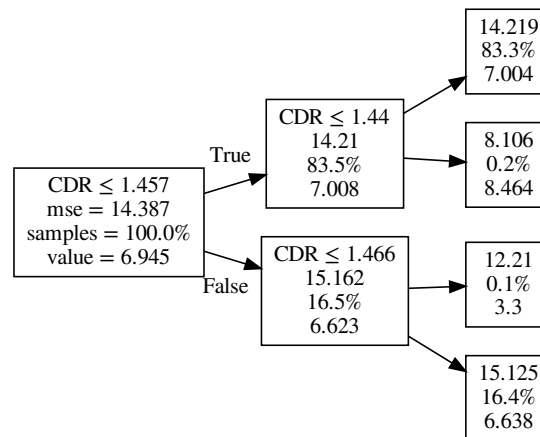 CDR ≤ 1.457
mse = 14.387
samples = 100.0%
value = 6.945
True
False
CDR ≤ 1.44
14.21
83.5%
7.008
CDR ≤ 1.466
15.162
16.5%
6.623
14.219
83.3%
7.004
8.106
0.2%
8.464
12.21
0.1%
3.3
15.125
16.4%
6.638